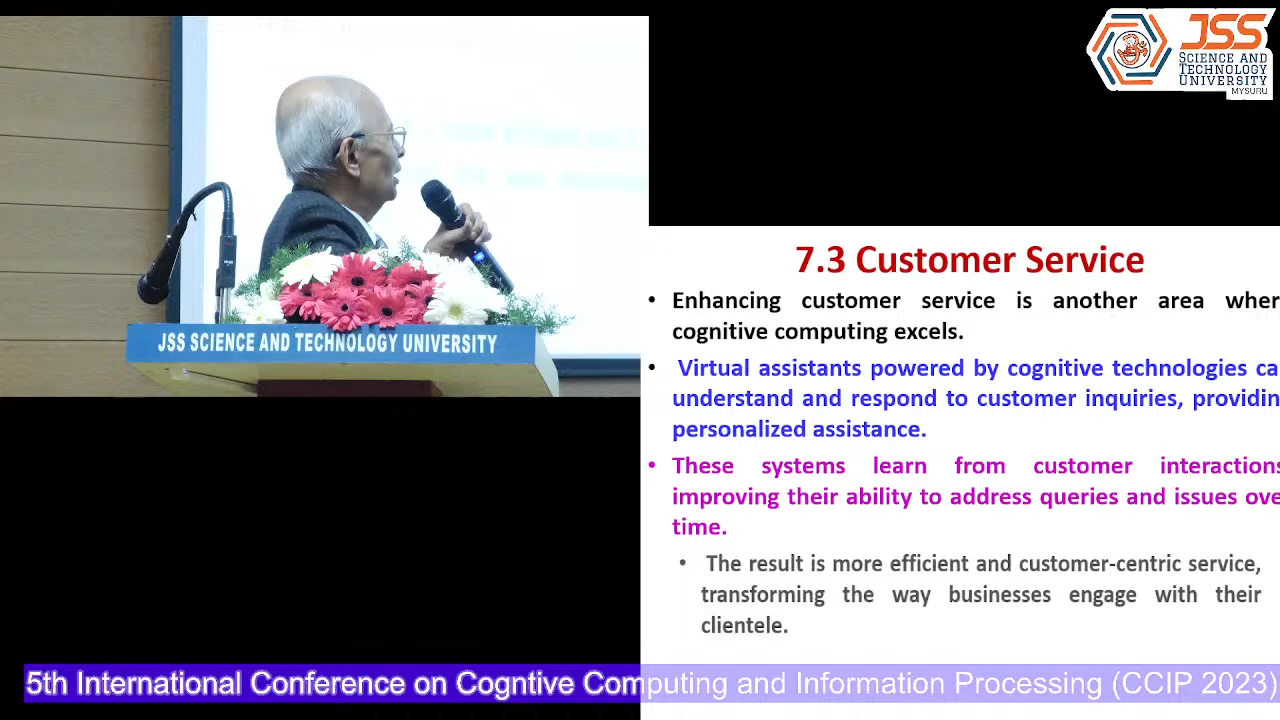 JSS
SCIENCE AND
TECHNOLOGY
UNIVERSITY
MYSURU
JSS SCIENCE AND TECHNOLOGY UNIVERSITY
7.3 Customer Service
• Enhancing customer service is another area wher
cognitive computing excels.
• Virtual assistants powered by cognitive technologies ca
understand and respond to customer inquiries, providin
personalized assistance.
• These systems learn from customer interactions
improving their ability to address queries and issues ove
time.
• The result is more efficient and customer-centric service,
transforming the way businesses engage with their
clientele.
5th International Conference on Cogntive Computing and Information Processing (CCIP 2023)